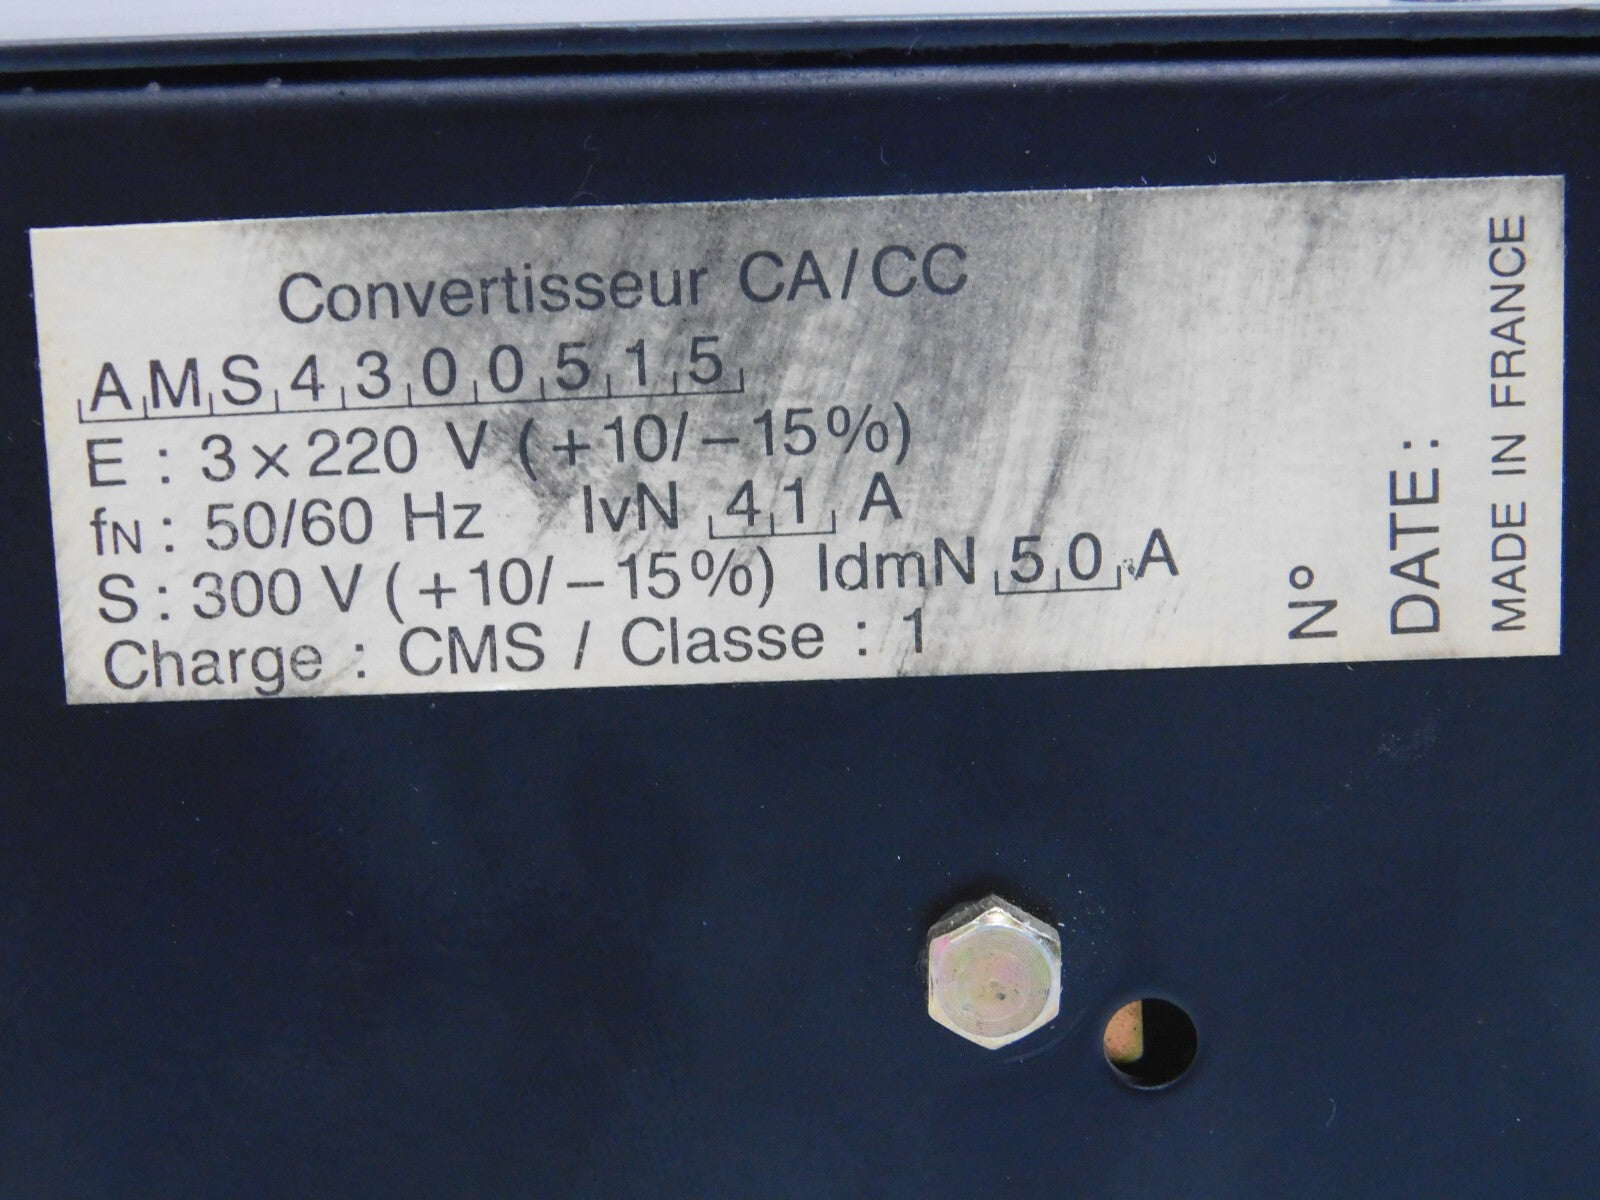 Convertisseur CA/CC
AMS4300515
E : 3×220 V (+10/−15%)
fN : 50/60 Hz IvN 41 A
S : 300 V (+10/−15%) IdmN 50 A
Charge : CMS / Classe : 1
N°
DATE :
MADE IN FRANCE